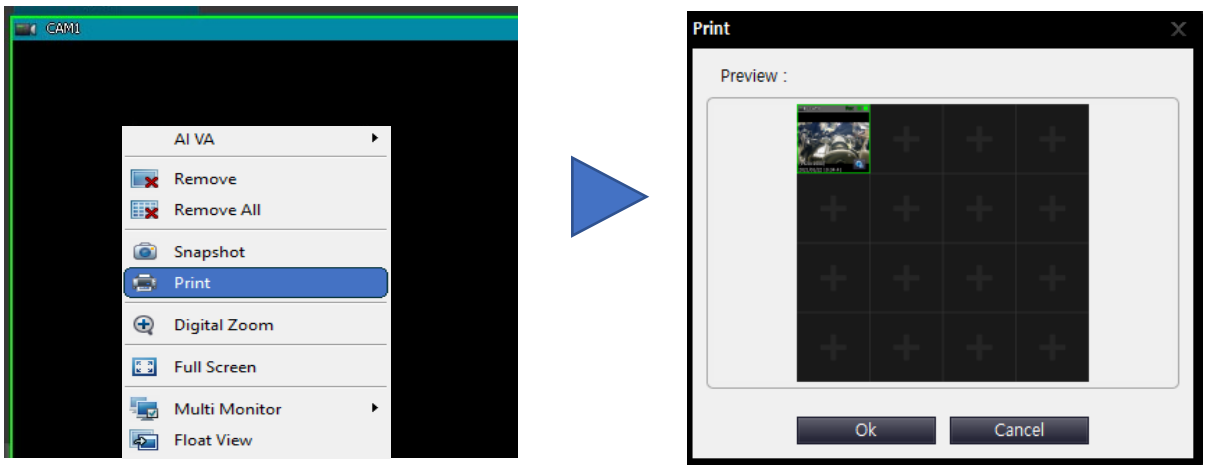 CAM1
AI VA
Remove
Remove All
Snapshot
Print
Digital Zoom
Full Screen
Multi Monitor
Float View
Print
Preview :
Ok
Cancel